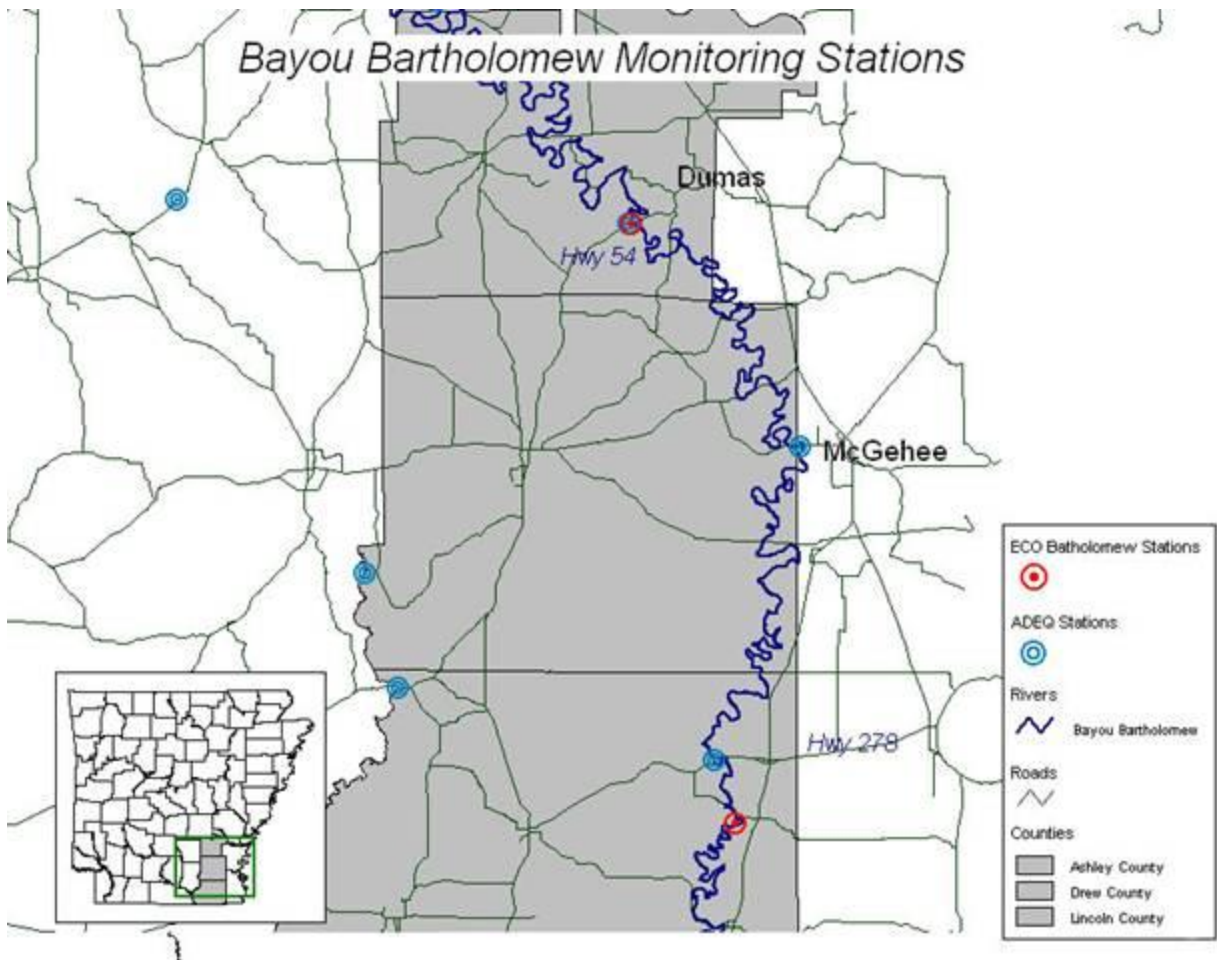 Bayou Bartholomew Monitoring Stations
Dumas
Hwy 54
McGehee
Hwy 278
ECO Batholomew Stations
ADEQ Stations
Rivers
Bayou Bartholomew
Roads
Counties
Ashley County
Drew County
Lincoln County